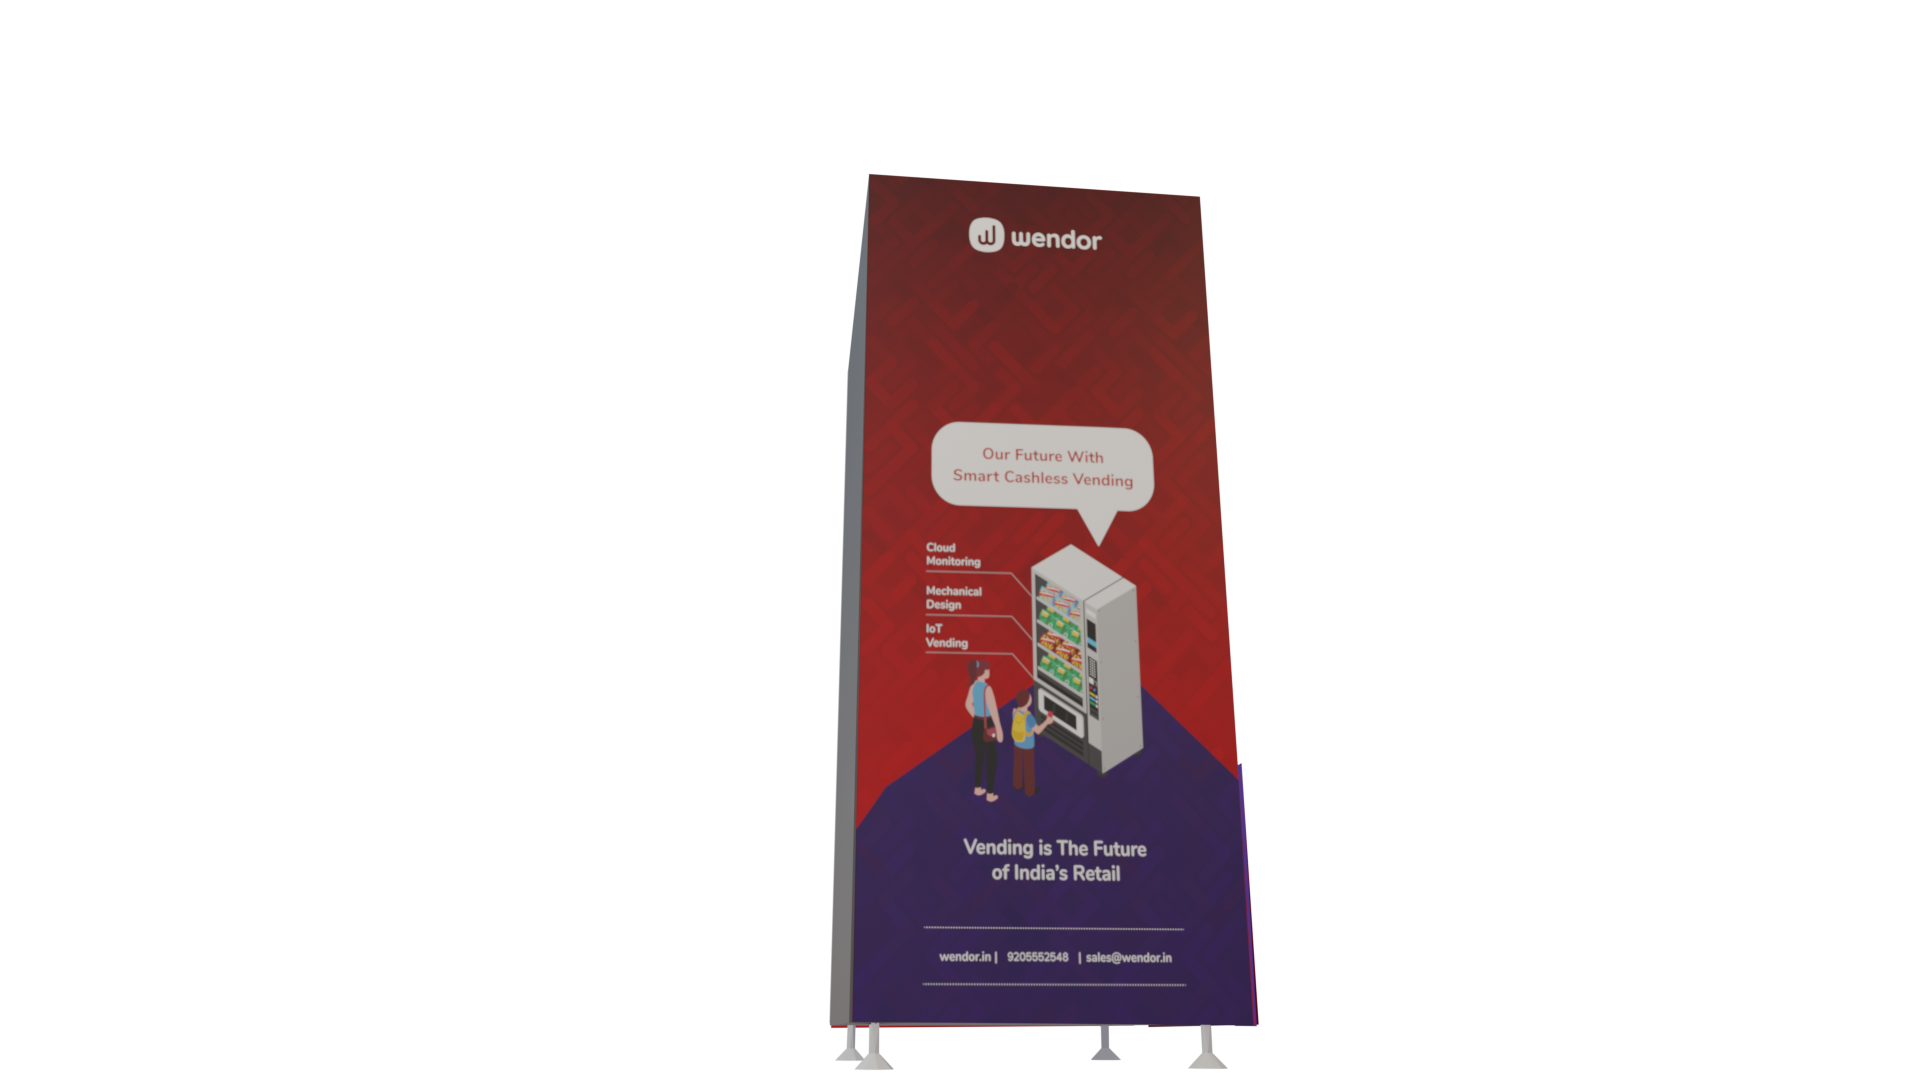 wendor
Our Future With
Smart Cashless Vending
Cloud
Monitoring
Mechanical
Design
IoT
Vending
Vending is The Future
of India's Retail
wendor.in | 9205552548 | sales@wendor.in